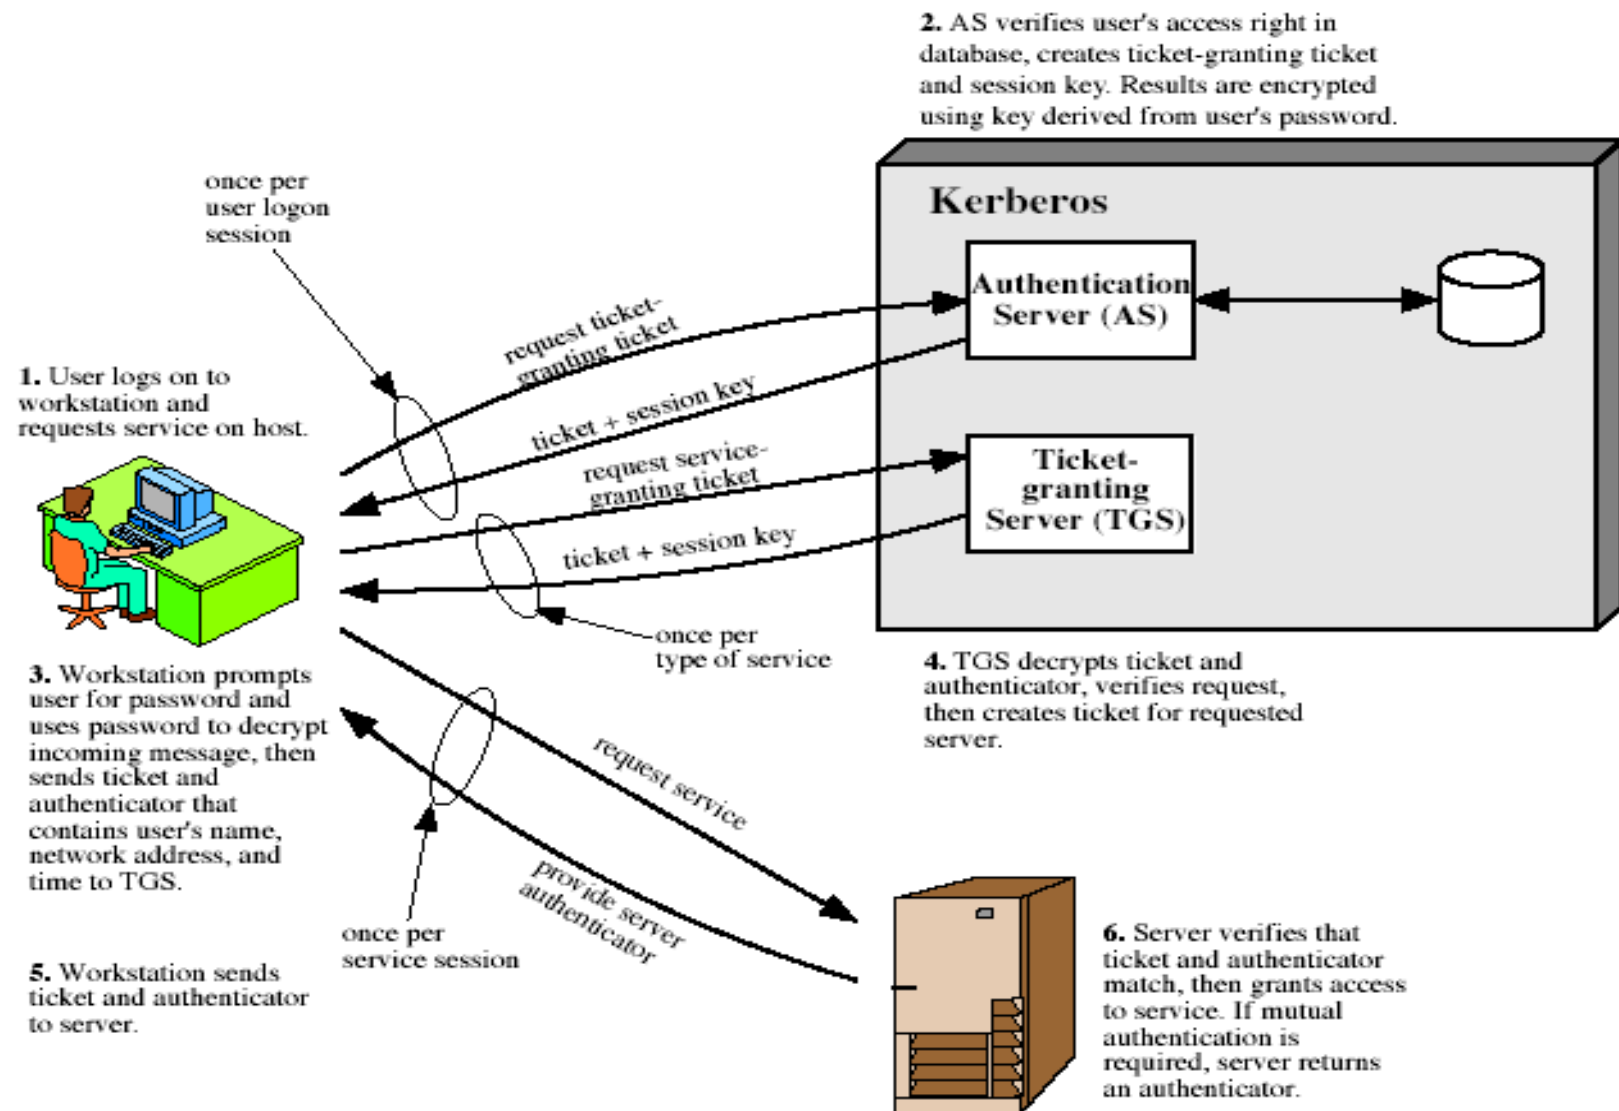 2. AS verifies user's access right in
database, creates ticket-granting ticket
and session key. Results are encrypted
using key derived from user's password.
once per
user logon
session
Kerberos
Authentication
Server (AS)
request ticket-
granting ticket
1. User logs on to
workstation and
requests service on host.
ticket + session key
request service-
granting ticket
Ticket-
granting
Server (TGS)
ticket + session key
once per
type of service
3. Workstation prompts
user for password and
uses password to decrypt
incoming message, then
sends ticket and
authenticator that
contains user's name,
network address, and
time to TGS.
4. TGS decrypts ticket and
authenticator, verifies request,
then creates ticket for requested
server.
request service
provide server
authenticator
once per
service session
5. Workstation sends
ticket and authenticator
to server.
6. Server verifies that
ticket and authenticator
match, then grants access
to service. If mutual
authentication is
required, server returns
an authenticator.